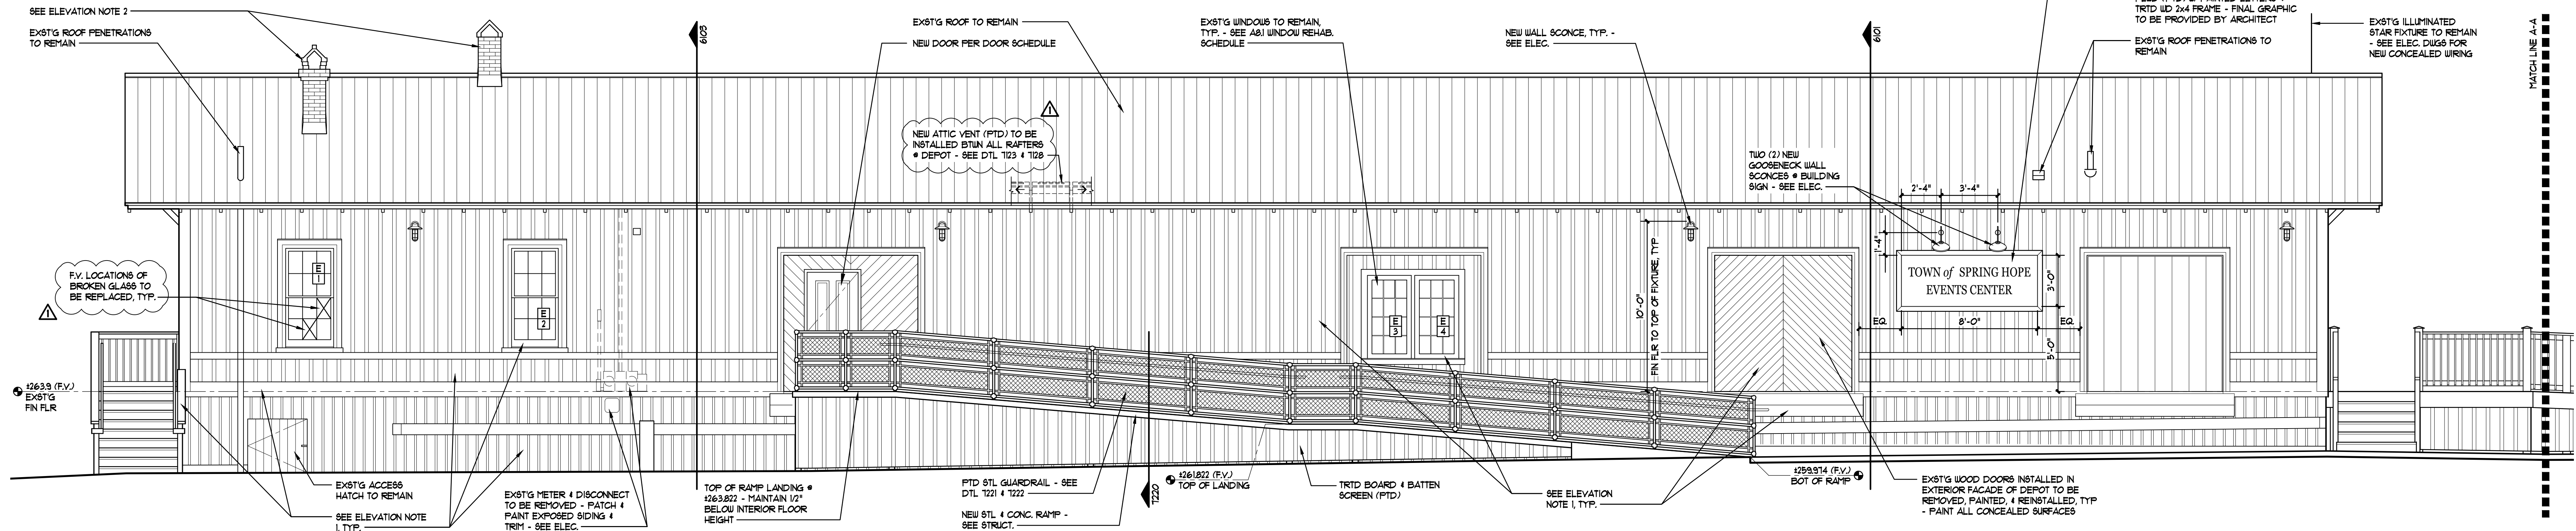 SEE ELEVATION NOTE 2
EXST'G ROOF PENETRATIONS
TO REMAIN
6103
EXST'G ROOF TO REMAIN
NEW DOOR PER DOOR SCHEDULE
EXST'G WINDOWS TO REMAIN,
TYP. - SEE A8.1 WINDOW REHAB.
SCHEDULE
NEW WALL SCONCE, TYP. -
SEE ELEC.
6101
TRTD WD 2x4 FRAME - FINAL GRAPHIC
TO BE PROVIDED BY ARCHITECT
EXST'G ROOF PENETRATIONS TO
REMAIN
EXST'G ILLUMINATED
STAR FIXTURE TO REMAIN
- SEE ELEC. DWGS FOR
NEW CONCEALED WIRING
MATCH LINE A-A
1
NEW ATTIC VENT (PTD) TO BE
INSTALLED BTWN ALL RAFTERS
@ DEPOT - SEE DTL 7123 & 7128
TWO (2) NEW
GOOSENECK WALL
SCONCES @ BUILDING
SIGN - SEE ELEC.
2'-4"
3'-4"
1'-4"
F.V. LOCATIONS OF
BROKEN GLASS TO
BE REPLACED, TYP.
1
E
1
E
2
E
3
E
4
10'-0"
FIN FLR TO TOP OF FIXTURE, TYP
TOWN of SPRING HOPE
EVENTS CENTER
3'-0"
EQ.
8'-0"
EQ.
5'-0"
±263.9 (F.V.)
EXST'G
FIN FLR
EXST'G ACCESS
HATCH TO REMAIN
SEE ELEVATION NOTE
1, TYP.
EXST'G METER & DISCONNECT
TO BE REMOVED - PATCH &
PAINT EXPOSED SIDING &
TRIM - SEE ELEC.
TOP OF RAMP LANDING @
±263.822 - MAINTAIN 1/2"
BELOW INTERIOR FLOOR
HEIGHT
PTD STL GUARDRAIL - SEE
DTL 7221 & 7222
NEW STL & CONC. RAMP -
SEE STRUCT.
7220
±261.822 (F.V.)
TOP OF LANDING
TRTD BOARD & BATTEN
SCREEN (PTD)
SEE ELEVATION
NOTE 1, TYP.
±259.974 (F.V.)
BOT OF RAMP
EXST'G WOOD DOORS INSTALLED IN
EXTERIOR FACADE OF DEPOT TO BE
REMOVED, PAINTED, & REINSTALLED, TYP
- PAINT ALL CONCEALED SURFACES